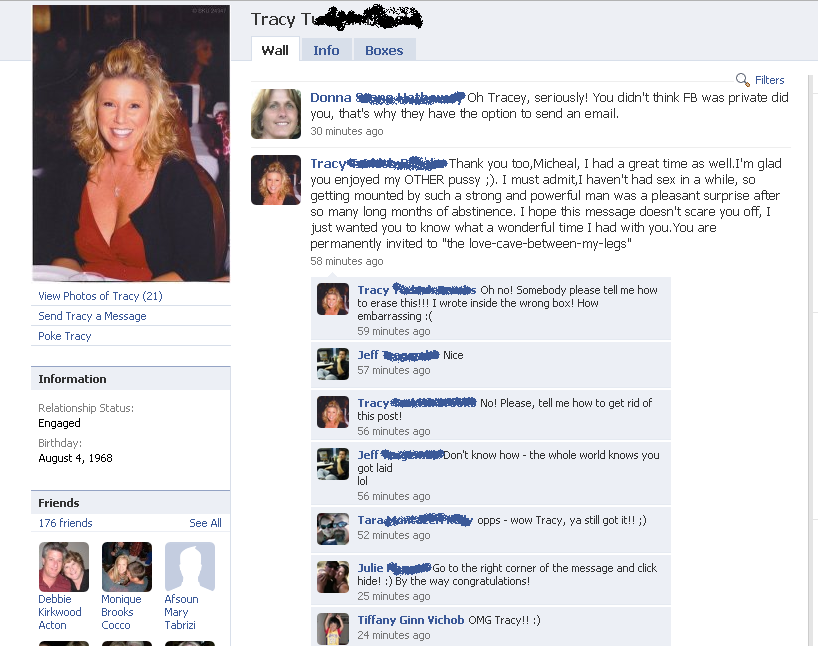 © SKU 24347
Tracy
Wall
Info
Boxes
Filters
Donna Oh Tracey, seriously! You didn't think FB was private did
you, that's why they have the option to send an email.
30 minutes ago
Tracy Thank you too,Micheal, I had a great time as well.I'm glad
you enjoyed my OTHER pussy ;). I must admit,I haven't had sex in a while, so
getting mounted by such a strong and powerful man was a pleasant surprise after
so many long months of abstinence. I hope this message doesn't scare you off, I
just wanted you to know what a wonderful time I had with you.You are
permanently invited to "the love-cave-between-my-legs"
58 minutes ago
Tracy Oh no! Somebody please tell me how
to erase this!!! I wrote inside the wrong box! How
embarrassing :(
59 minutes ago
Jeff Nice
57 minutes ago
Tracy No! Please, tell me how to get rid of
this post!
56 minutes ago
Jeff Don't know how - the whole world knows you
got laid
lol
56 minutes ago
Tara opps - wow Tracy, ya still got it!! ;)
52 minutes ago
Julie Go to the right corner of the message and click
hide! :) By the way congratulations!
25 minutes ago
Tiffany Ginn Vichob OMG Tracy!! :)
24 minutes ago
View Photos of Tracy (21)
Send Tracy a Message
Poke Tracy
Information
Relationship Status:
Engaged
Birthday:
August 4, 1968
Friends
176 friends
See All
Debbie
Kirkwood
Acton
Monique
Brooks
Cocco
Afsoun
Mary
Tabrizi